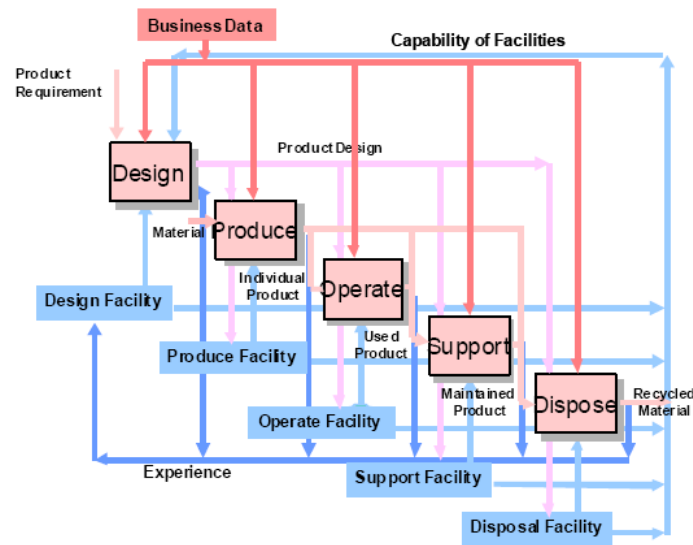 Business Data
Capability of Facilities
Product
Requirement
Product Design
Design
Material
Produce
Individual
Product
Operate
Design Facility
Used
Product
Support
Produce Facility
Maintained
Product
Dispose
Recycled
Material
Operate Facility
Experience
Support Facility
Disposal Facility